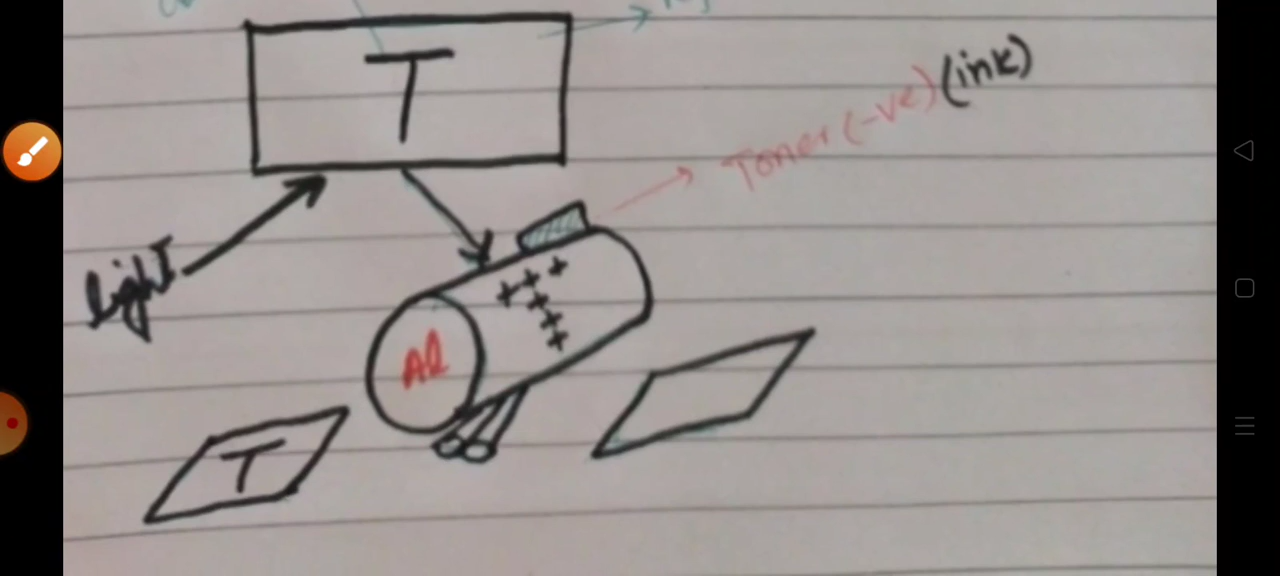 T
Toner (-ve) (ink)
light
+ + +
+
+
+
Al
T